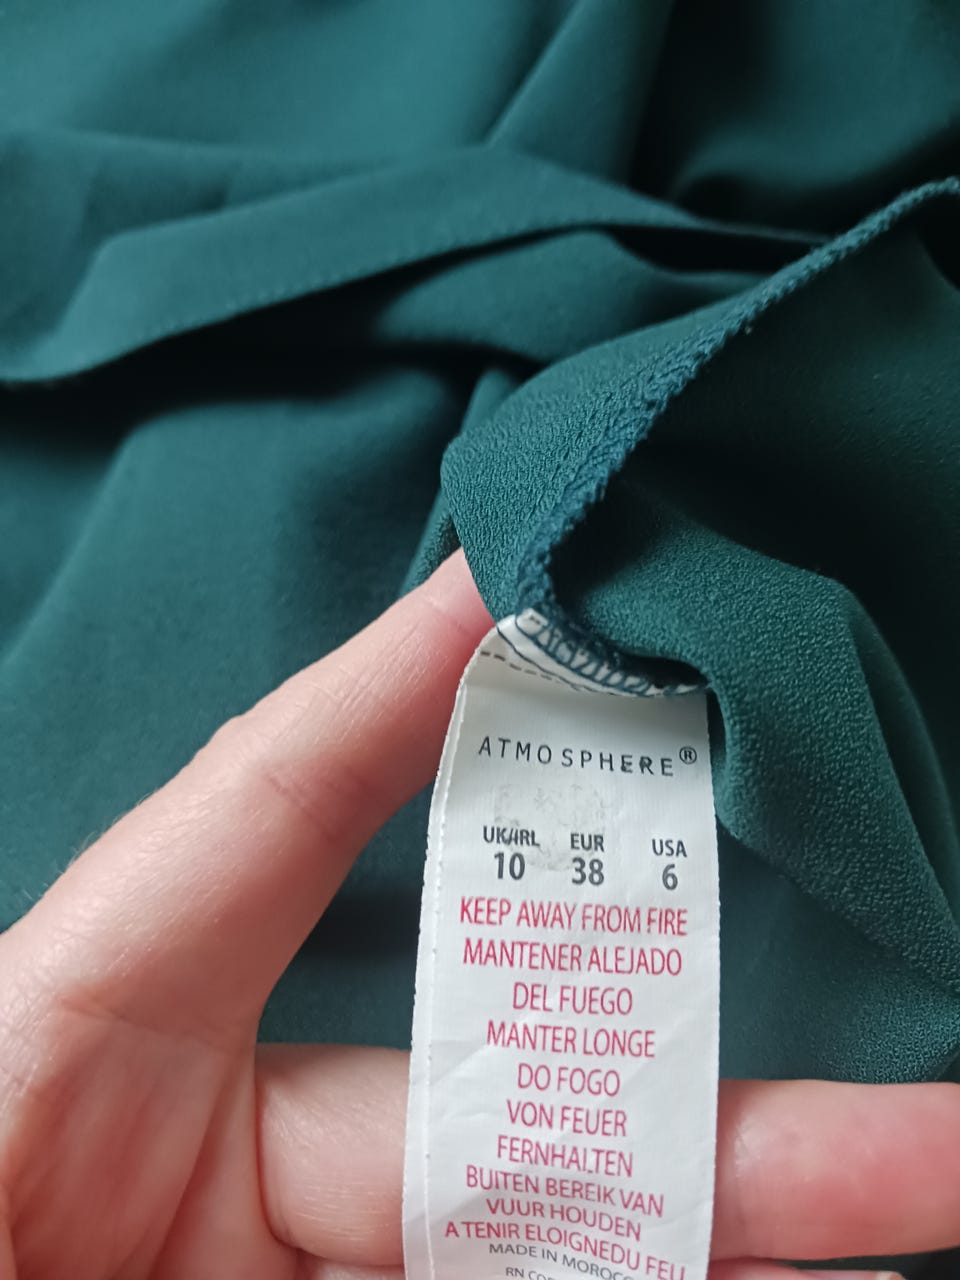 ATMOSPHERE®
UK/IRL EUR USA
10 38 6
KEEP AWAY FROM FIRE
MANTENER ALEJADO
DEL FUEGO
MANTER LONGE
DO FOGO
VON FEUER
FERNHALTEN
BUITEN BEREIK VAN
VUUR HOUDEN
A TENIR ELOIGNEDU FEU
MADE IN MOROCCO
RN